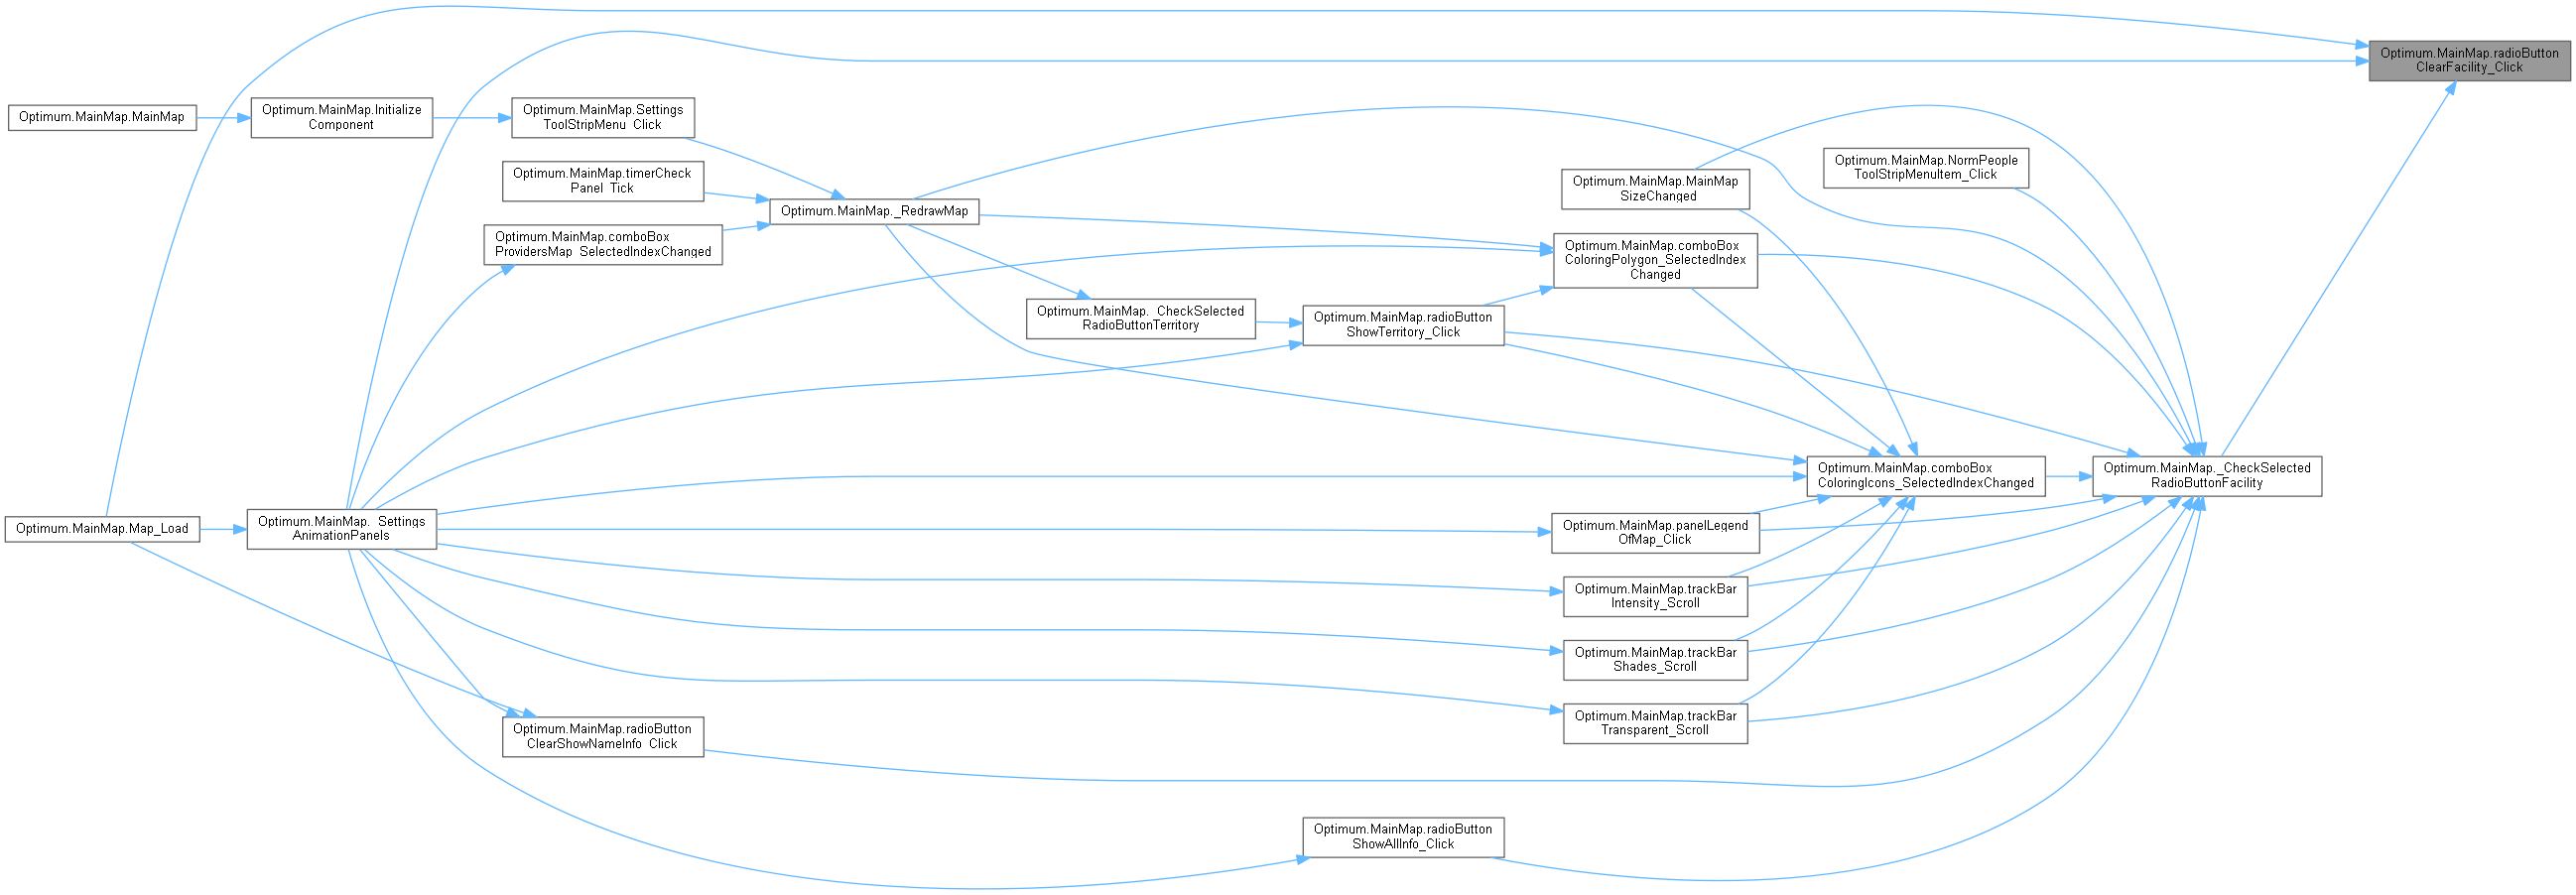 Optimum.MainMap.radioButton
ClearFacility_Click
Optimum.MainMap.MainMap
Optimum.MainMap.Initialize
Component
Optimum.MainMap.Settings
ToolStripMenu_Click
Optimum.MainMap.timerCheck
Panel_Tick
Optimum.MainMap._RedrawMap
Optimum.MainMap.comboBox
ProvidersMap_SelectedIndexChanged
Optimum.MainMap.MainMap
SizeChanged
Optimum.MainMap.NormPeople
ToolStripMenuItem_Click
Optimum.MainMap.comboBox
ColoringPolygon_SelectedIndex
Changed
Optimum.MainMap._CheckSelected
RadioButtonTerritory
Optimum.MainMap.radioButton
ShowTerritory_Click
Optimum.MainMap.comboBox
ColoringIcons_SelectedIndexChanged
Optimum.MainMap._CheckSelected
RadioButtonFacility
Optimum.MainMap.Map_Load
Optimum.MainMap._Settings
AnimationPanels
Optimum.MainMap.panelLegend
OfMap_Click
Optimum.MainMap.trackBar
Intensity_Scroll
Optimum.MainMap.trackBar
Shades_Scroll
Optimum.MainMap.trackBar
Transparent_Scroll
Optimum.MainMap.radioButton
ClearShowNameInfo_Click
Optimum.MainMap.radioButton
ShowAllInfo_Click